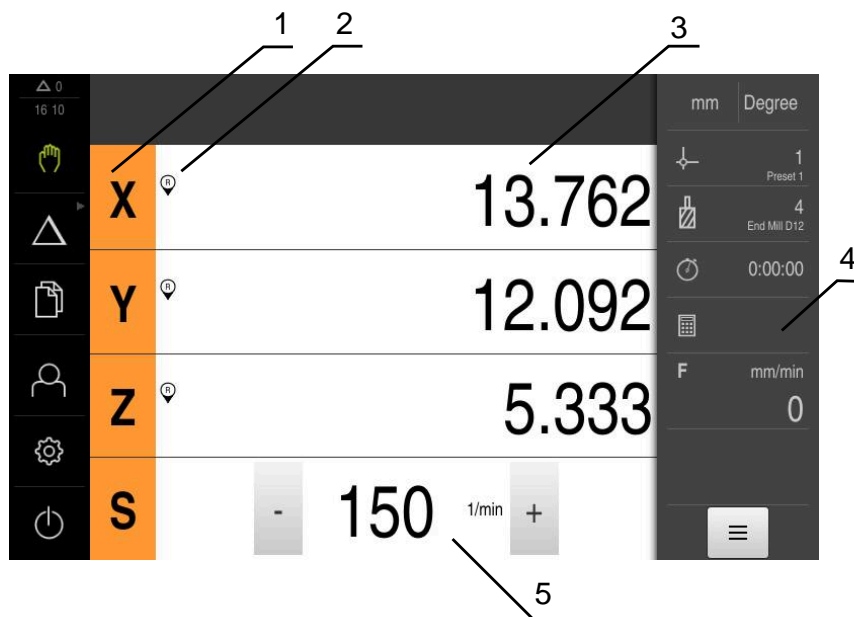 1 2 3
0
16 10
mm Degree
X R 13.762
1
Preset 1
4
End Mill D12
Y R 12.092
0:00:00
4
Z R 5.333
F mm/min
0
S - 150 1/min +
5